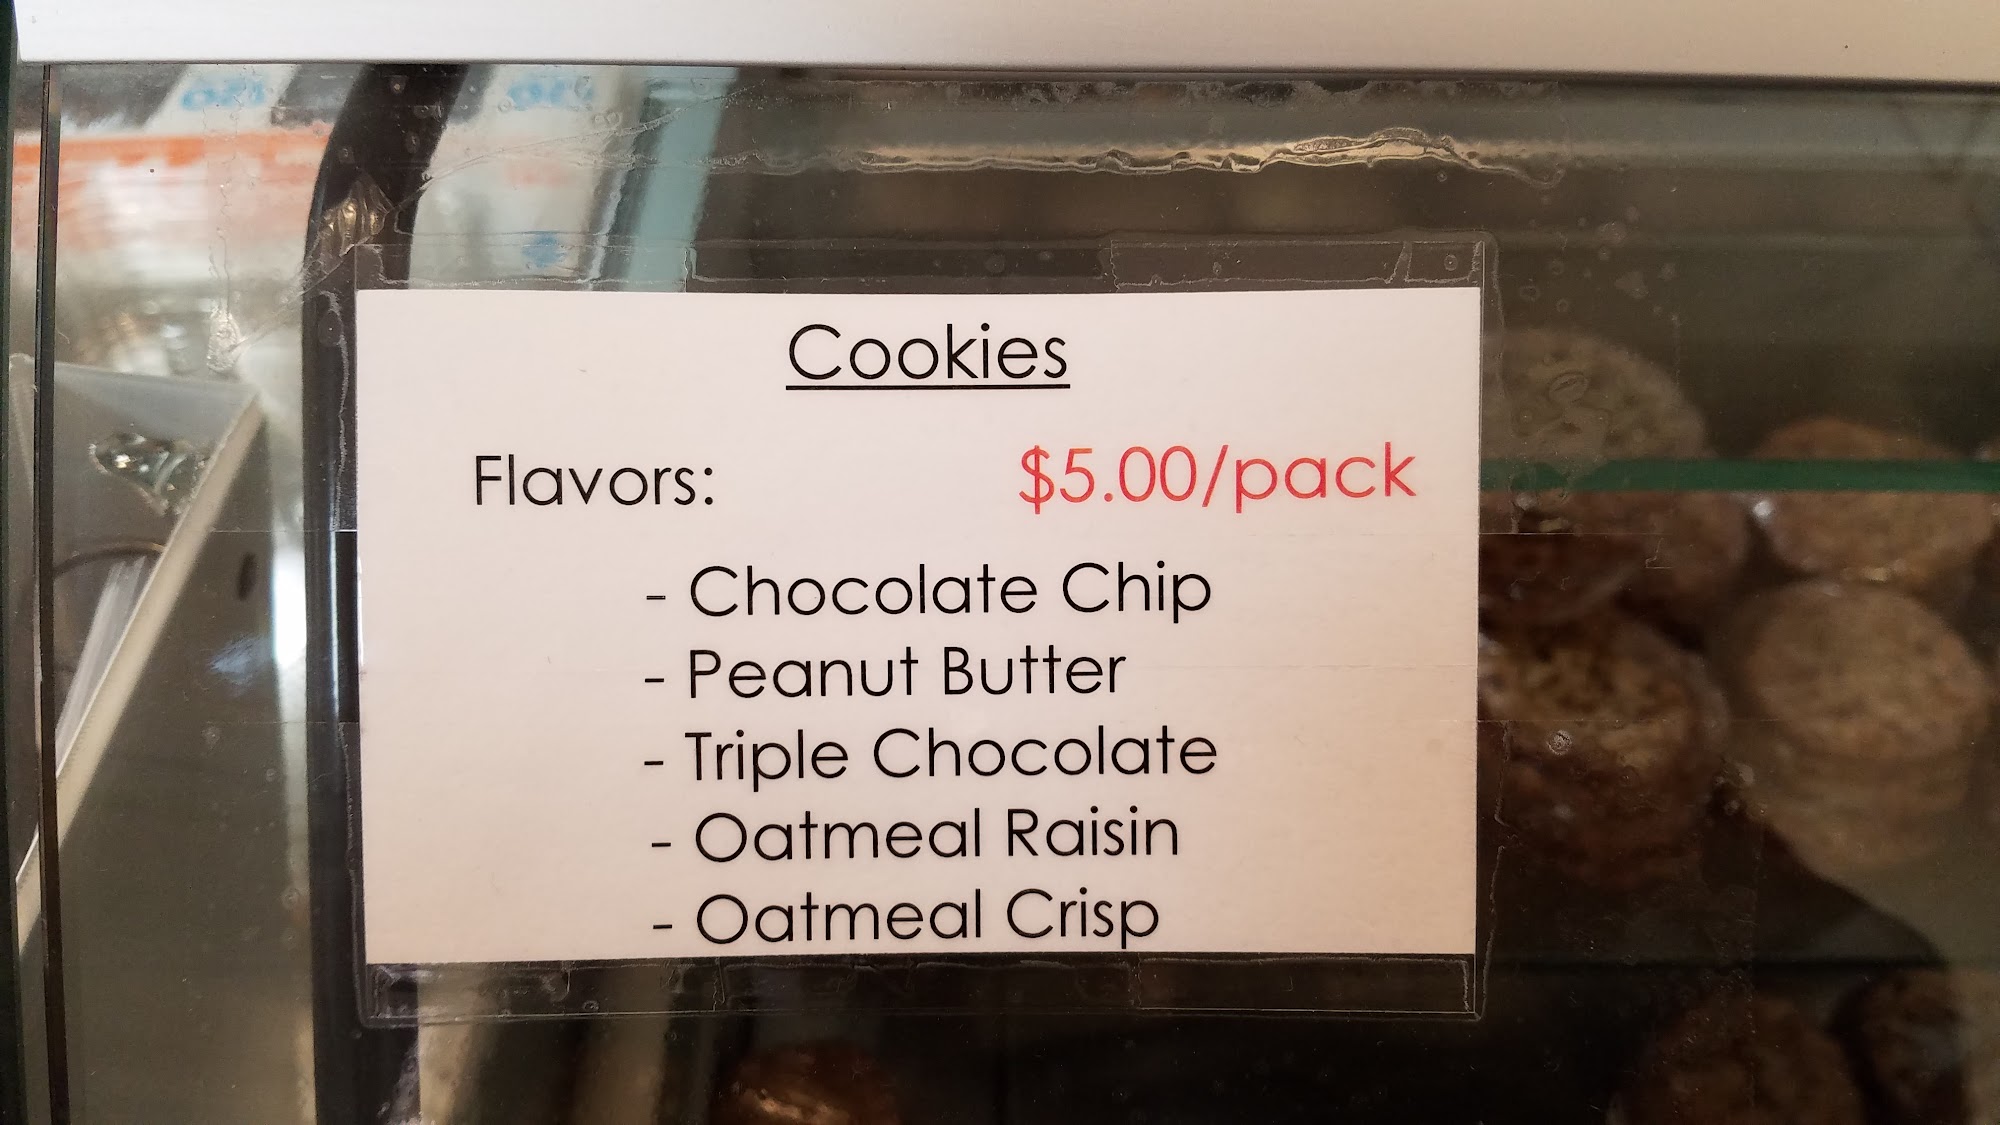 Cookies
Flavors: $5.00/pack
- Chocolate Chip
- Peanut Butter
- Triple Chocolate
- Oatmeal Raisin
- Oatmeal Crisp